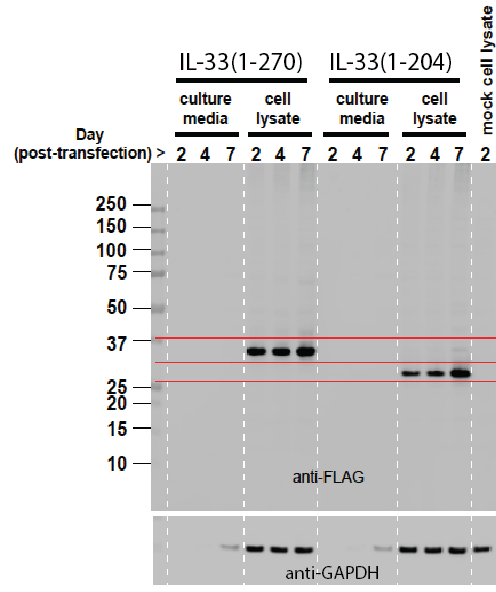 IL-33(1-270) IL-33(1-204) mock cell lysate
culture media cell lysate culture media cell lysate
Day
(post-transfection) > 2 4 7 2 4 7 2 4 7 2 4 7 2
250
150
100
75
50
37
25
20
15
10
anti-FLAG
anti-GAPDH